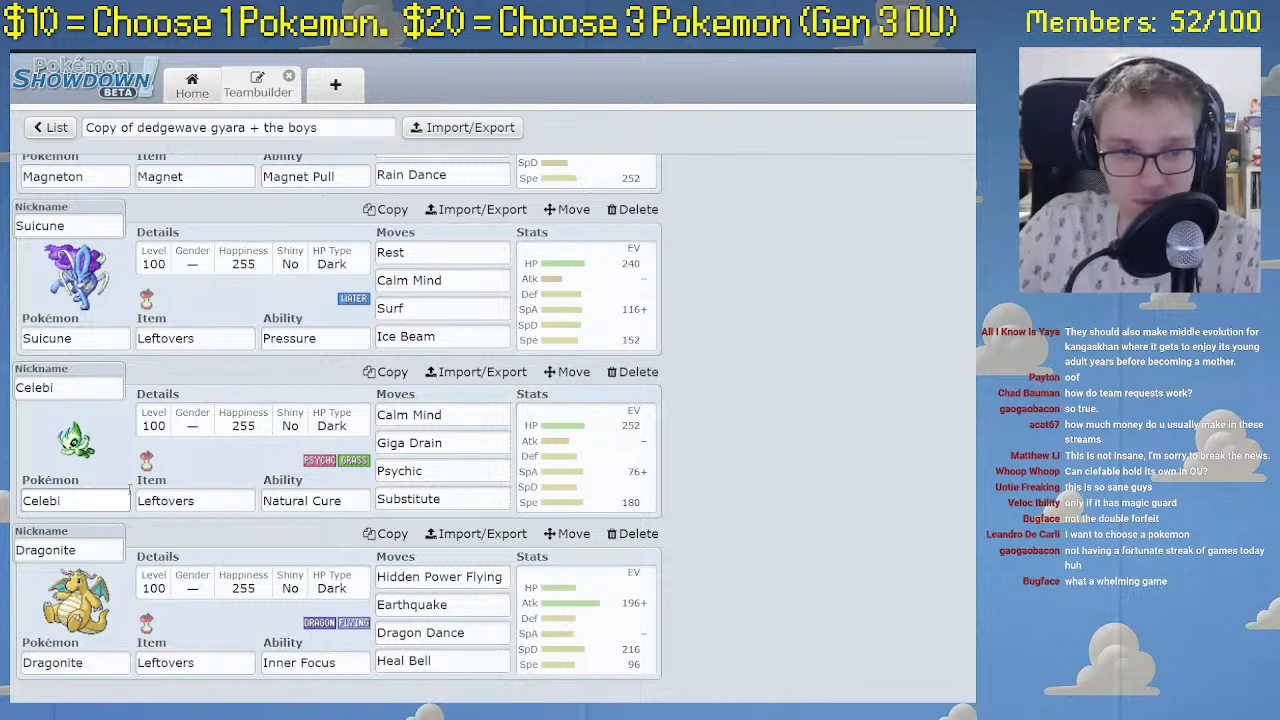 $10 = Choose 1 Pokemon. $20 = Choose 3 Pokemon (Gen 3 OU)
Members: 52/100
Pokémon
SHOWDOWN!
BETA
Home
Teambuilder
+
List
Copy of dedgewave gyara + the boys
Import/Export
Pokémon
Item
Ability
Magneton
Magnet
Magnet Pull
Rain Dance
SpD
Spe
252
Nickname
Copy
Import/Export
Move
Delete
Suicune
Details
Moves
Stats
Level
Gender
Happiness
Shiny
HP Type
100
—
255
No
Dark
WATER
Rest
Calm Mind
Surf
Ice Beam
EV
HP
240
Atk
–
Def
SpA
116+
SpD
Spe
152
Pokémon
Item
Ability
Suicune
Leftovers
Pressure
Nickname
Copy
Import/Export
Move
Delete
Celebi
Details
Moves
Stats
Level
Gender
Happiness
Shiny
HP Type
100
—
255
No
Dark
PSYCHC
GRASS
Calm Mind
Giga Drain
Psychic
Substitute
EV
HP
252
Atk
–
Def
SpA
76+
SpD
Spe
180
Pokémon
Item
Ability
Celebi
Leftovers
Natural Cure
Nickname
Copy
Import/Export
Move
Delete
Dragonite
Details
Moves
Stats
Level
Gender
Happiness
Shiny
HP Type
100
—
255
No
Dark
DRAGON
FLYING
Hidden Power Flying
Earthquake
Dragon Dance
Heal Bell
EV
HP
Atk
196+
Def
SpA
–
SpD
216
Spe
96
Pokémon
Item
Ability
Dragonite
Leftovers
Inner Focus
All I Know Is Yaya They should also make middle evolution for
kangaskhan where it gets to enjoy its young
adult years before becoming a mother.
Payton oof
Chad Bauman how do team requests work?
gaogaobacon so true.
acat67 how much money do u usually make in these
streams
Matthew Li This is not insane, I'm sorry to break the news.
Whoop Whoop Can clefable hold its own in OU?
Untie Freaking this is so sane guys
Veloc Ibility only if it has magic guard
Bugface not the double forfeit
Leandro De Carli I want to choose a pokemon
gaogaobacon not having a fortunate streak of games today
huh
Bugface what a whelming game